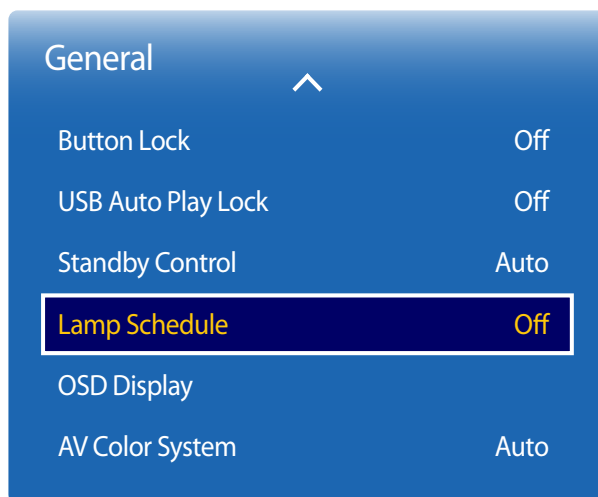 General
Button Lock Off
USB Auto Play Lock Off
Standby Control Auto
Lamp Schedule Off
OSD Display
AV Color System Auto